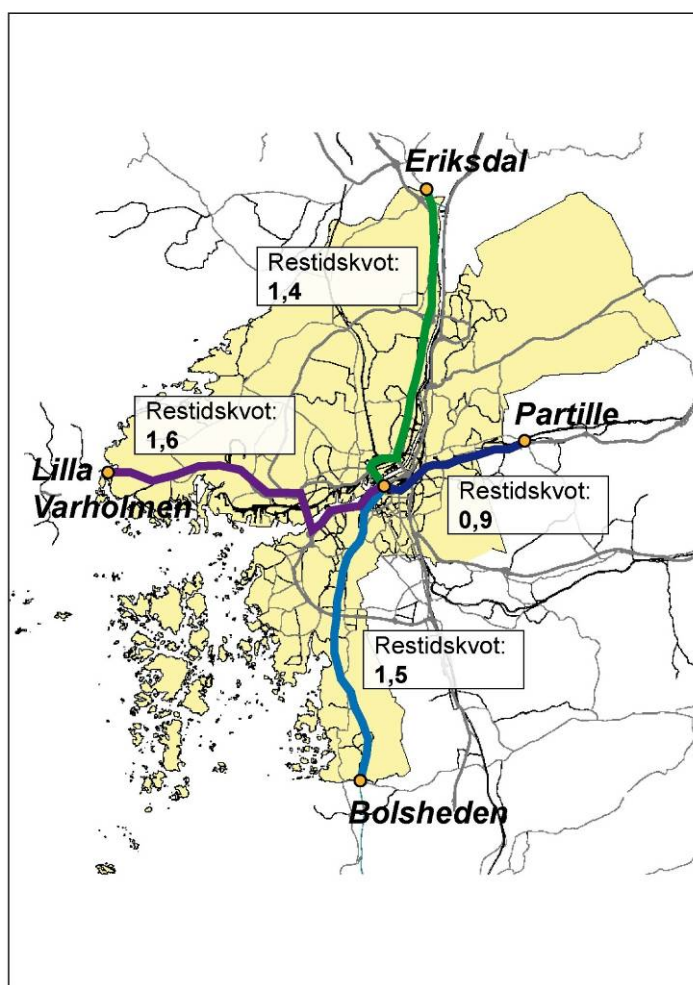 Eriksdal
Restidskvot:
1,4
Partille
Restidskvot:
1,6
Lilla
Varholmen
Restidskvot:
0,9
Restidskvot:
1,5
Bolsheden